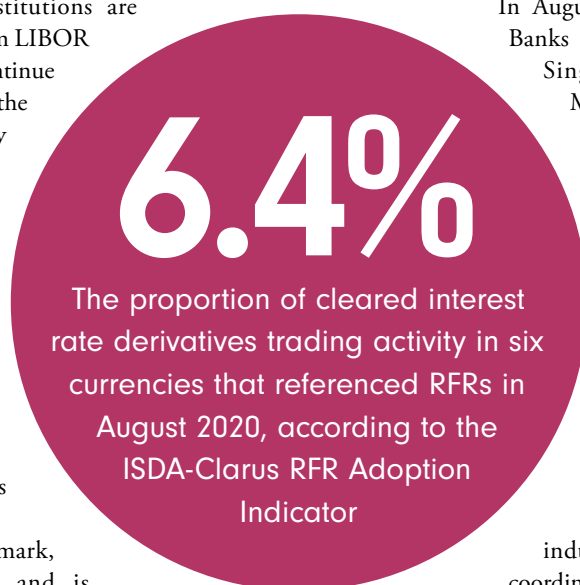 stitutions are
n LIBOR
ntinue
the
y
s
mark,
and is
In Augu
Banks
Sing
M
indu
coordin
6.4%
The proportion of cleared interest
rate derivatives trading activity in six
currencies that referenced RFRs in
August 2020, according to the
ISDA-Clarus RFR Adoption
Indicator